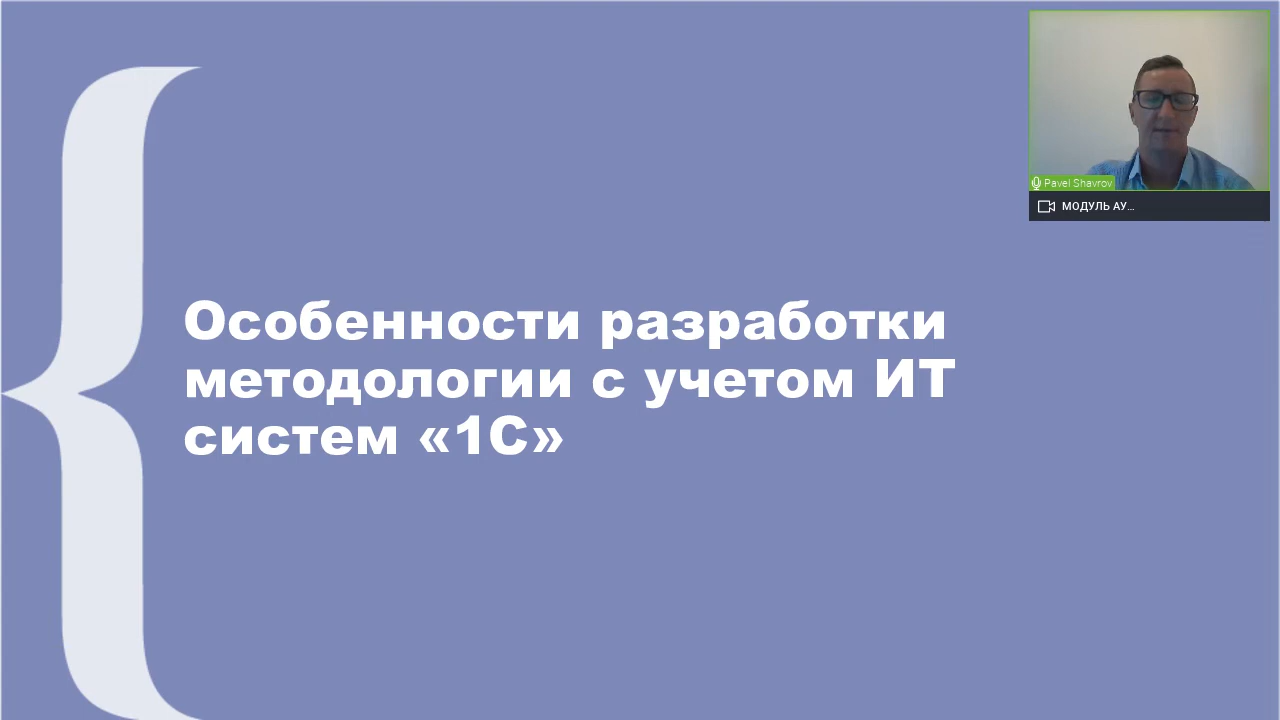 Pavel Shavrov
МОДУЛЬ АУ...
Особенности разработки
методологии с учетом ИТ
систем «1С»